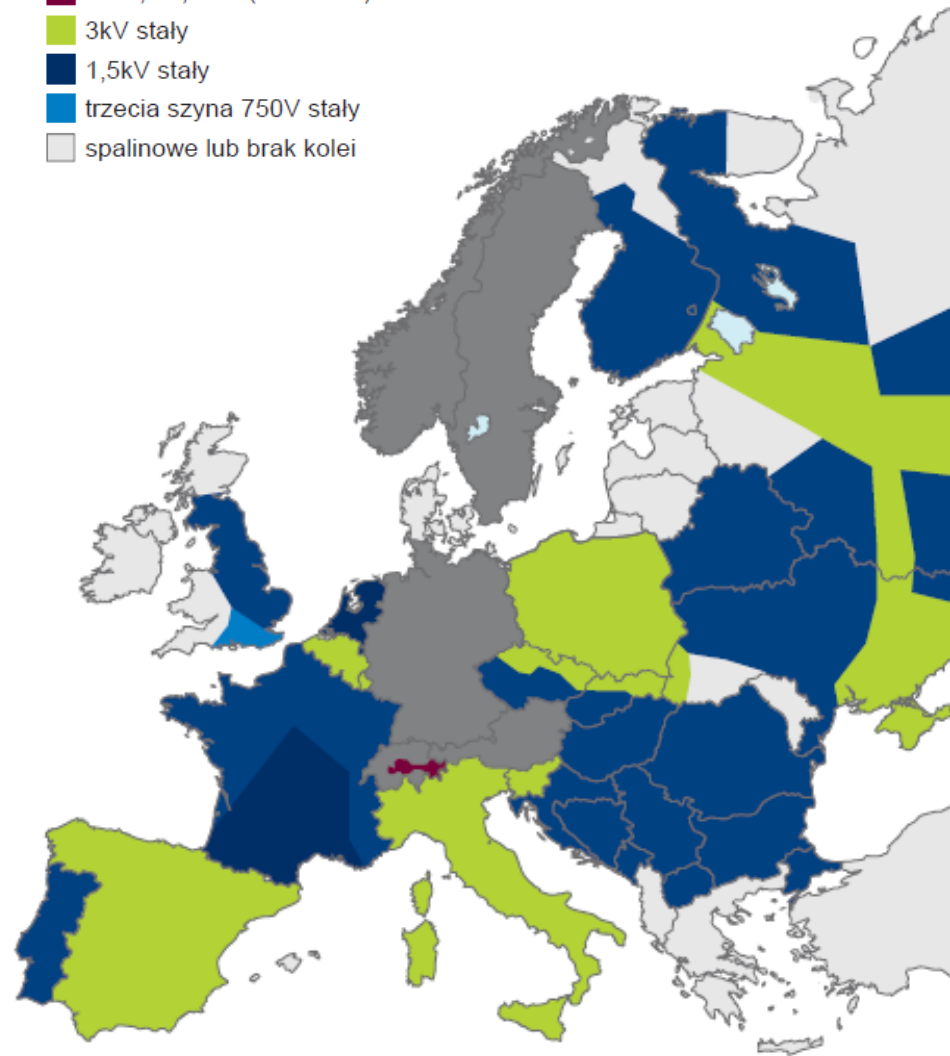 3kV stały
1,5kV stały
trzecia szyna 750V stały
spalinowe lub brak kolei